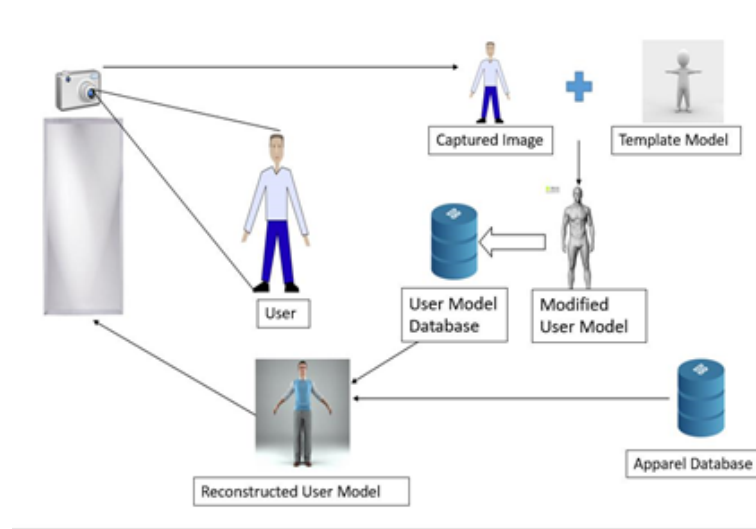 Captured Image
Template Model
User
User Model
Database
Modified
User Model
Reconstructed User Model
Apparel Database